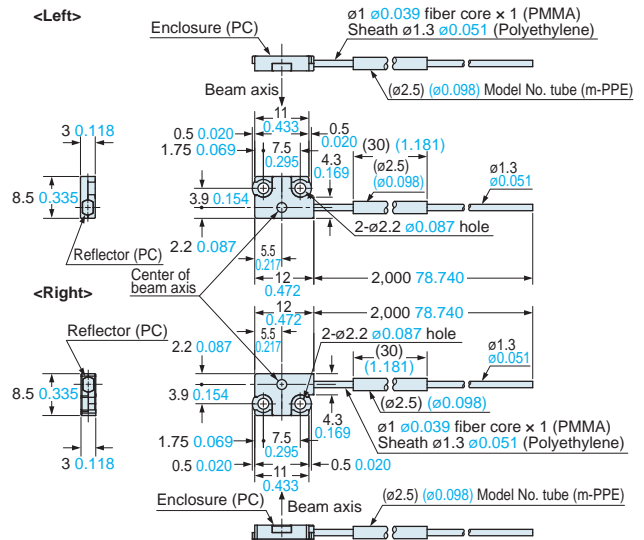 <Left>
ø1 ø0.039 fiber core × 1 (PMMA)
Sheath ø1.3 ø0.051 (Polyethylene)
Enclosure (PC)
(ø2.5) (ø0.098) Model No. tube (m-PPE)
Beam axis
11
0.433
3 0.118
0.5 0.020
0.5
0.020
(30) (1.181)
1.75 0.069
7.5
0.295
4.3
0.169
(ø2.5)
(ø0.098)
ø1.3
ø0.051
8.5 0.335
3.9 0.154
2-ø2.2 ø0.087 hole
2.2 0.087
Reflector (PC)
5.5
0.217
Center of
beam axis
12
0.472
2,000 78.740
<Right>
12
0.472
2,000 78.740
Reflector (PC)
5.5
0.217
2-ø2.2 ø0.087 hole
2.2 0.087
(30)
(1.181)
ø1.3
ø0.051
8.5 0.335
3.9 0.154
(ø2.5) (ø0.098)
4.3
0.169
ø1 ø0.039 fiber core × 1 (PMMA)
Sheath ø1.3 ø0.051 (Polyethylene)
1.75 0.069
7.5
0.295
3 0.118
0.5 0.020
0.5 0.020
11
0.433
Enclosure (PC)
Beam axis
(ø2.5) (ø0.098) Model No. tube (m-PPE)